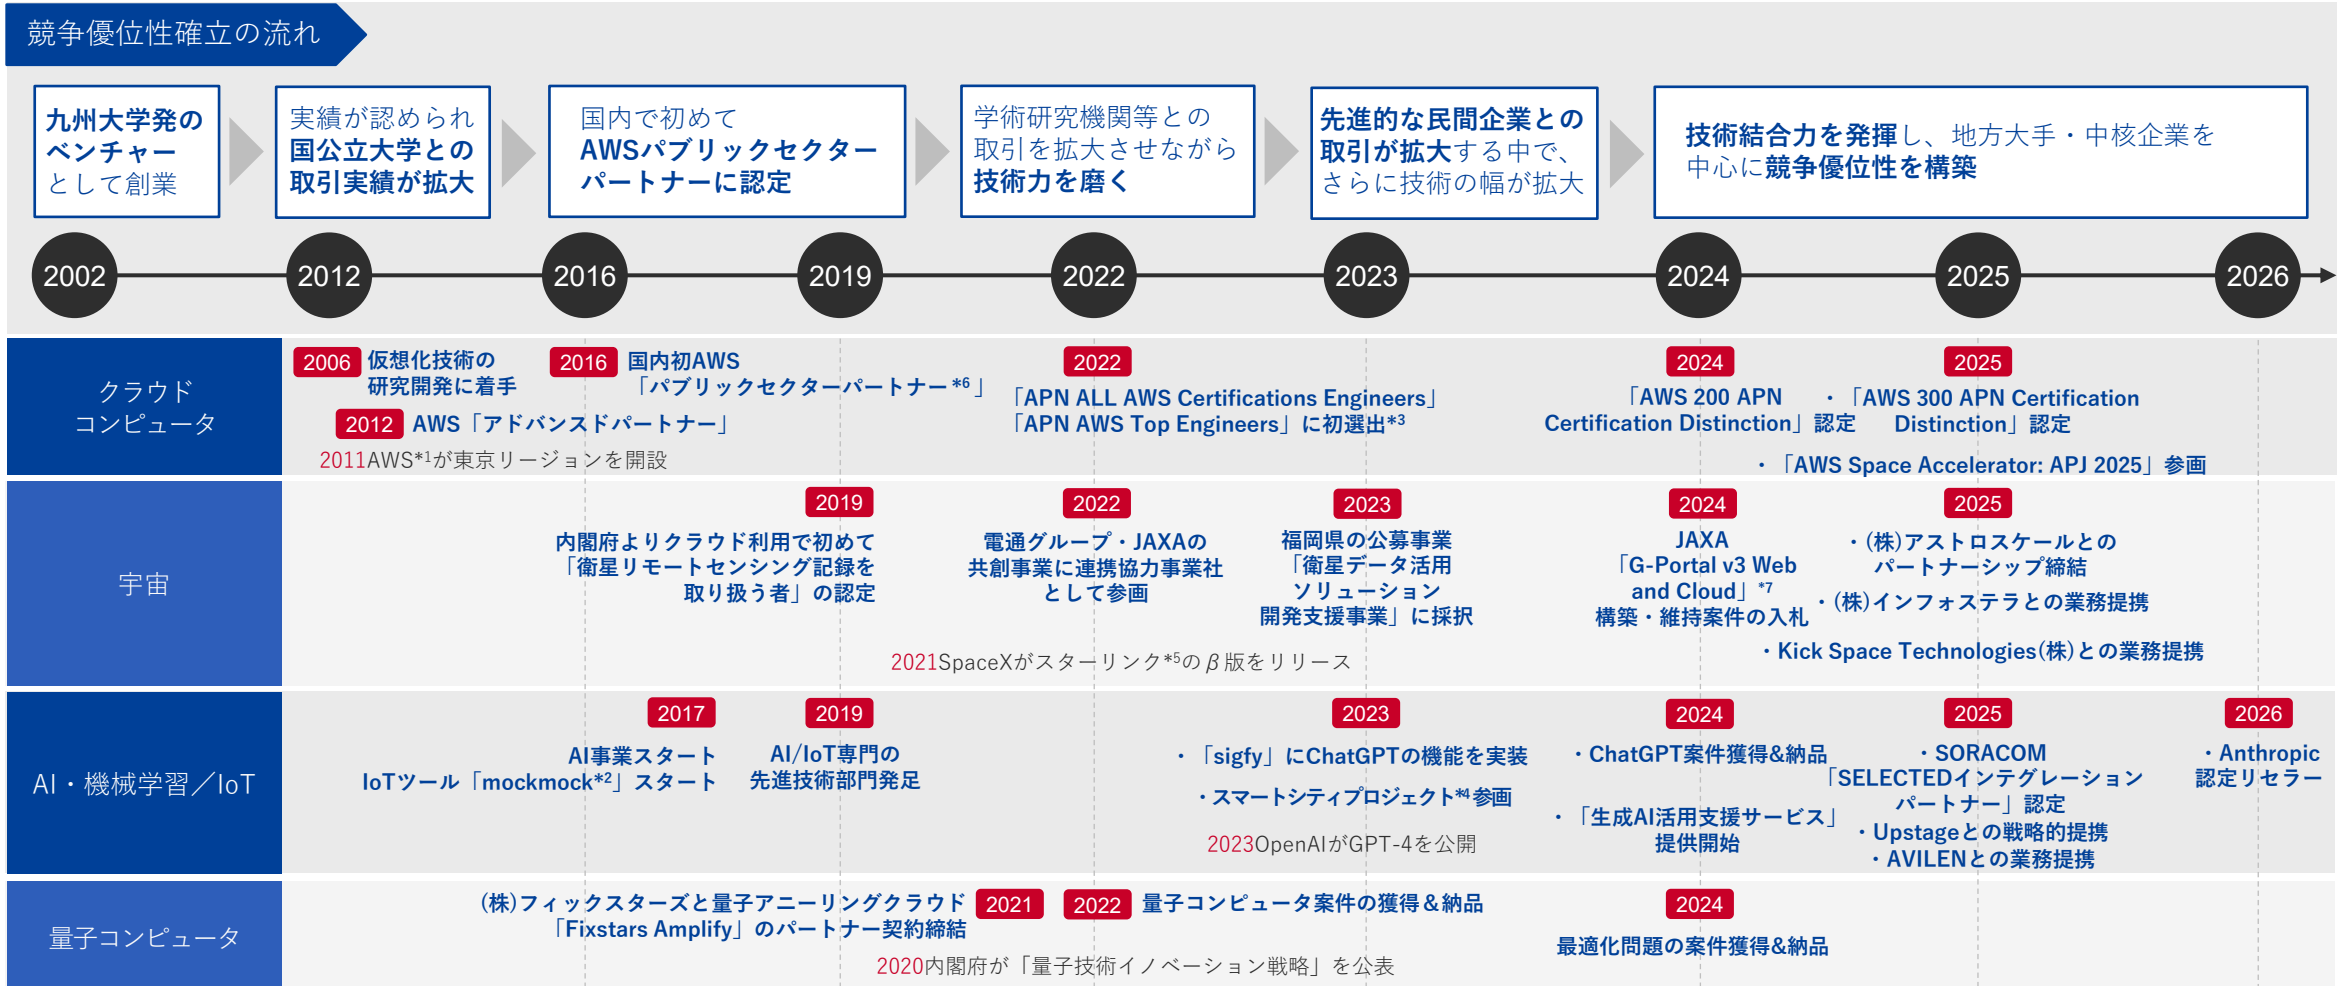 競争優位性確立の流れ
九州大学発の
ベンチャー
として創業
実績が認められ
国公立大学との
取引実績が拡大
国内で初めて
AWSパブリックセクター
パートナーに認定
学術研究機関等との
取引を拡大させながら
技術力を磨く
先進的な民間企業との
取引が拡大する中で、
さらに技術の幅が拡大
技術結合力を発揮し、地方大手・中核企業を
中心に競争優位性を構築
2002
2012
2016
2019
2022
2023
2024
2025
2026
クラウド
コンピュータ
2006 仮想化技術の
研究開発に着手
2012 AWS「アドバンスドパートナー」
2011AWS*1が東京リージョンを開設
2016 国内初AWS
「パブリックセクターパートナー*6」
2022
「APN ALL AWS Certifications Engineers」
「APN AWS Top Engineers」に初選出*3
2024
「AWS 200 APN
Certification Distinction」認定
2025
・「AWS 300 APN Certification
Distinction」認定
・「AWS Space Accelerator: APJ 2025」参画
宇宙
2019
内閣府よりクラウド利用で初めて
「衛星リモートセンシング記録を
取り扱う者」の認定
2022
電通グループ・JAXAの
共創事業に連携協力事業社
として参画
2021SpaceXがスターリンク*5のβ版をリリース
2023
福岡県の公募事業
「衛星データ活用
ソリューション
開発支援事業」に採択
2024
JAXA
「G-Portal v3 Web
and Cloud」*7
構築・維持案件の入札
2025
・(株)アストロスケールとの
パートナーシップ締結
・(株)インフォステラとの業務提携
・Kick Space Technologies(株)との業務提携
AI・機械学習／IoT
2017
AI事業スタート
IoTツール「mockmock*2」スタート
2019
AI/IoT専門の
先進技術部門発足
2023
・「sigfy」にChatGPTの機能を実装
・スマートシティプロジェクト*4参画
2023OpenAIがGPT-4を公開
2024
・ChatGPT案件獲得&納品
・「生成AI活用支援サービス」
提供開始
2025
・SORACOM
「SELECTEDインテグレーション
パートナー」認定
・Upstageとの戦略的提携
・AVILENとの業務提携
2026
・Anthropic
認定リセラー
量子コンピュータ
(株)フィックスターズと量子アニーリングクラウド 2021
「Fixstars Amplify」のパートナー契約締結
2022 量子コンピュータ案件の獲得＆納品
2020内閣府が「量子技術イノベーション戦略」を公表
2024
最適化問題の案件獲得&納品